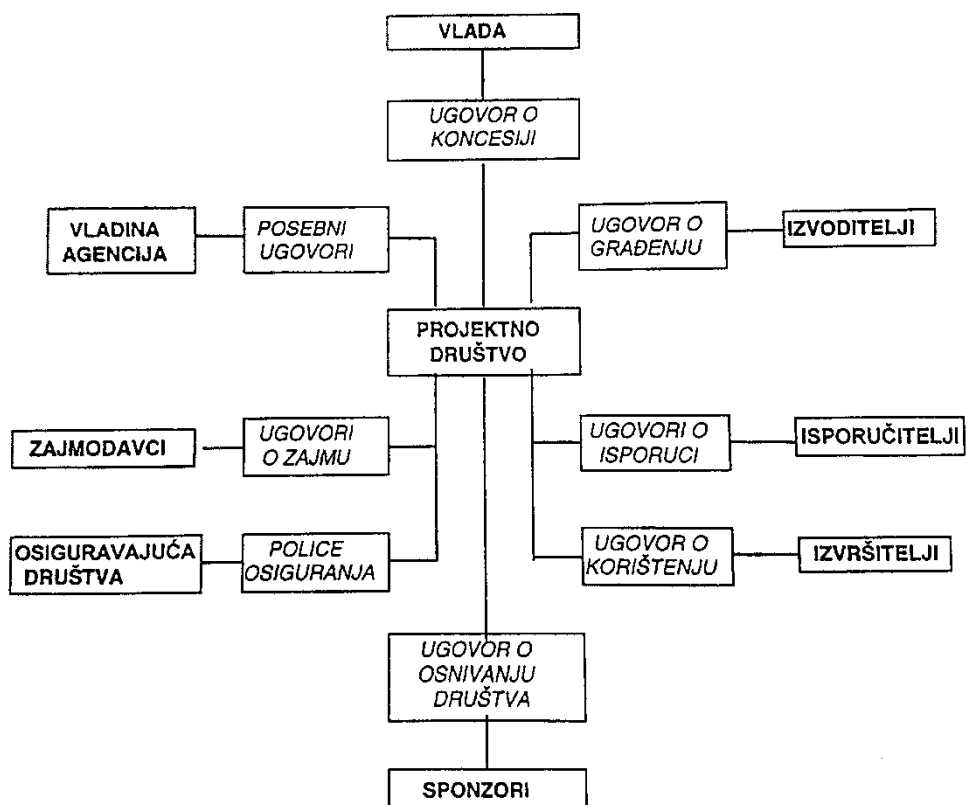 VLADA
UGOVOR O
KONCESIJI
VLADINA
AGENCIJA
POSEBNI
UGOVORI
UGOVOR O
GRAĐENJU
IZVODITELJI
PROJEKTNO
DRUŠTVO
ZAJMODAVCI
UGOVORI
O ZAJMU
UGOVORI O
ISPORUCI
ISPORUČITELJI
OSIGURAVAJUĆA
DRUŠTVA
POLICE
OSIGURANJA
UGOVOR O
KORIŠTENJU
IZVRŠITELJI
UGOVOR O
OSNIVANJU
DRUŠTVA
SPONZORI